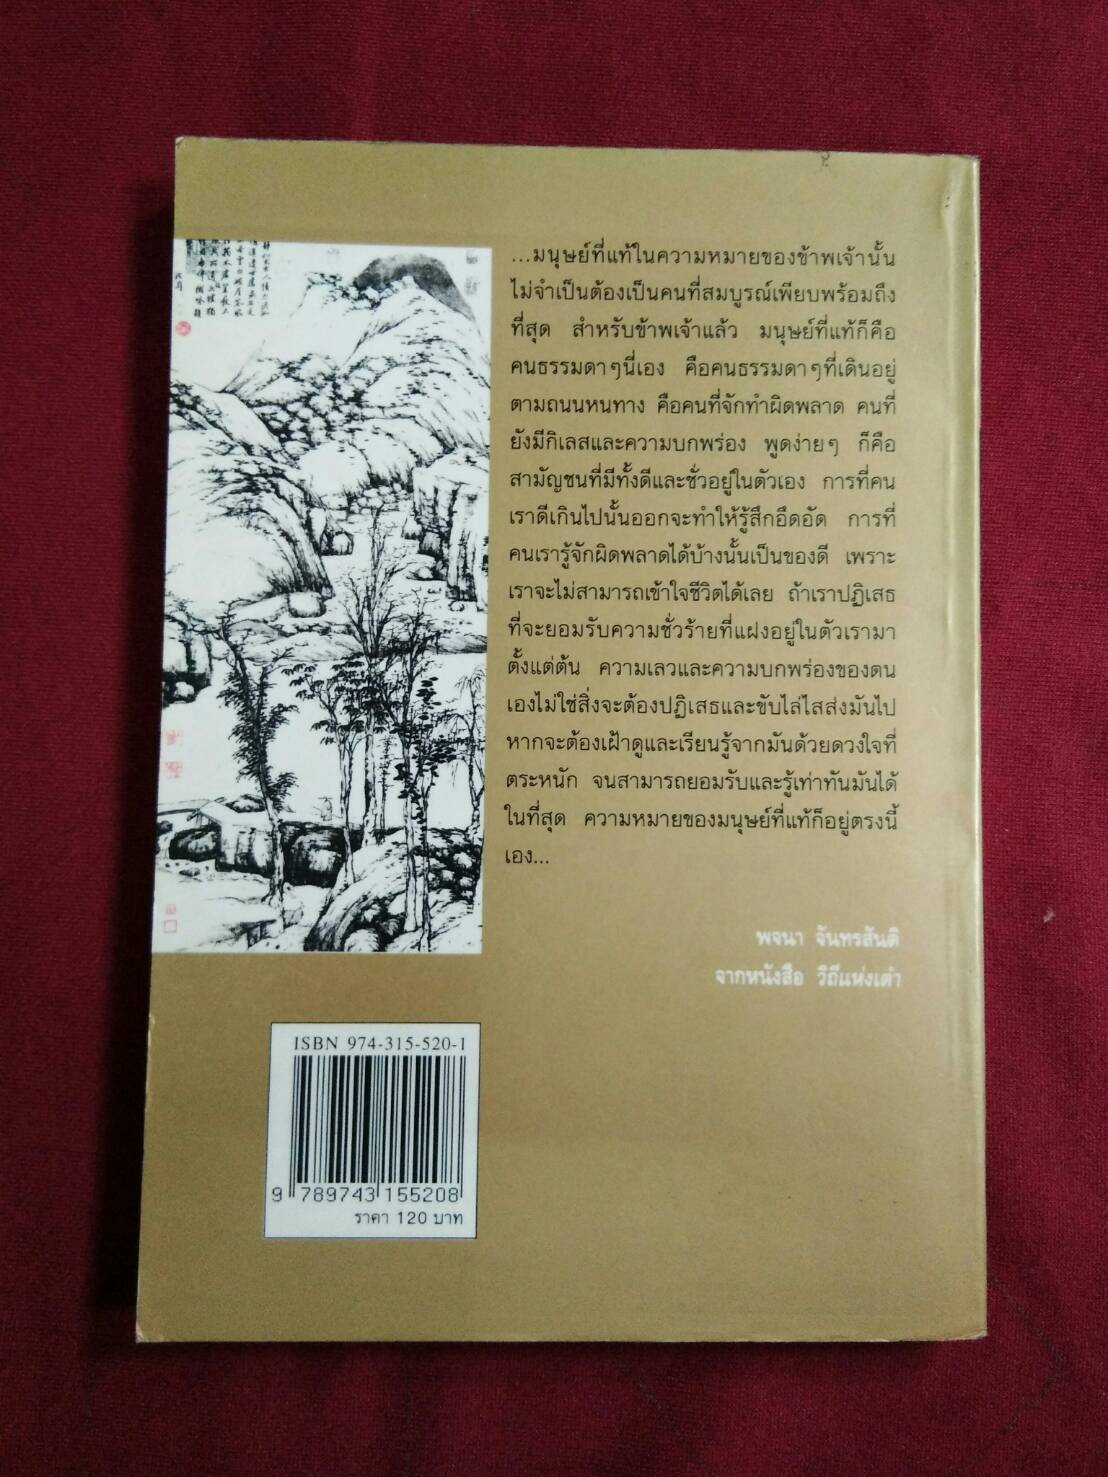 ...มนุษย์ที่แท้ในความหมายของข้าพเจ้านั้น
ไม่จำเป็นต้องเป็นคนที่สมบูรณ์เพียบพร้อมถึง
ที่สุด สำหรับข้าพเจ้าแล้ว มนุษย์ที่แท้ก็คือ
คนธรรมดาๆนี่เอง คือคนธรรมดาๆที่เดินอยู่
ตามถนนหนทาง คือคนที่จักทำผิดพลาด คนที่
ยังมีกิเลสและความบกพร่อง พูดง่ายๆ ก็คือ
สามัญชนที่มีทั้งดีและชั่วอยู่ในตัวเอง การที่คน
เราดีเกินไปนั้นออกจะทำให้รู้สึกอึดอัด การที่
คนเรารู้จักผิดพลาดได้บ้างนั้นเป็นของดี เพราะ
เราจะไม่สามารถเข้าใจชีวิตได้เลย ถ้าเราปฏิเสธ
ที่จะยอมรับความชั่วร้ายที่แฝงอยู่ในตัวเรามา
ตั้งแต่ต้น ความเลวและความบกพร่องของตน
เองไม่ใช่สิ่งจะต้องปฏิเสธและขับไล่ไสส่งมันไป
หากจะต้องเฝ้าดูและเรียนรู้จากมันด้วยดวงใจที่
ตระหนัก จนสามารถยอมรับและรู้เท่าทันมันได้
ในที่สุด ความหมายของมนุษย์ที่แท้ก็อยู่ตรงนี้
เอง...
พจนา จันทรสันติ
จากหนังสือ วิถีแห่งเต๋า
ISBN 974-315-520-1
9 789743 155208
ราคา 120 บาท